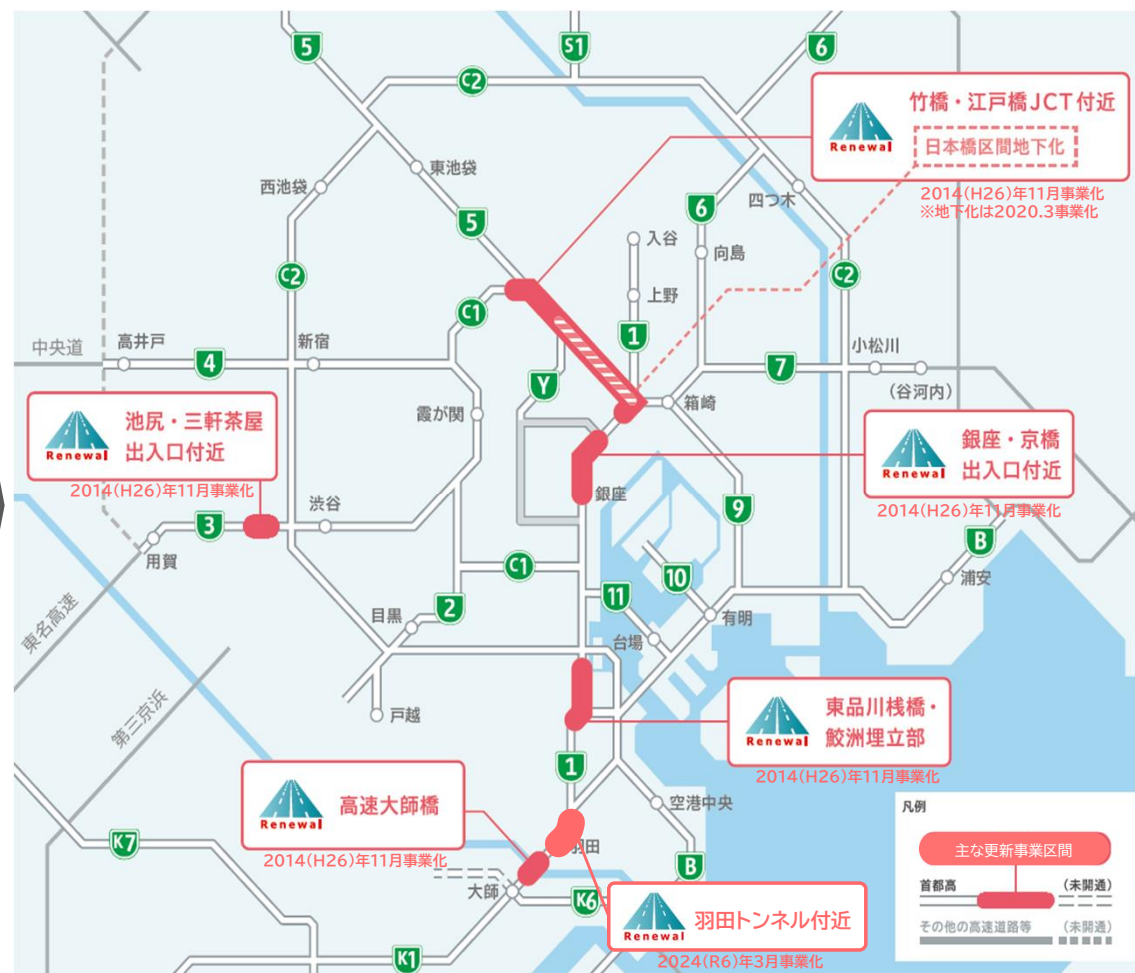 5
S1
6
C2
竹橋・江戸橋JCT付近
Renewal
日本橋区間地下化
2014(H26)年11月事業化
※地下化は2020.3事業化
東池袋
西池袋
四つ木
5
6
入谷
向島
C2
C2
上野
C1
1
中央道
高井戸
4
新宿
小松川
7
(谷河内)
Y
箱崎
霞が関
池尻・三軒茶屋
出入口付近
Renewal
2014(H26)年11月事業化
銀座・京橋
出入口付近
Renewal
2014(H26)年11月事業化
銀座
渋谷
3
9
用賀
B
C1
10
浦安
11
2
目黒
有明
台場
東名高速
第三京浜
戸越
東品川桟橋・
鮫洲埋立部
Renewal
2014(H26)年11月事業化
1
高速大師橋
Renewal
2014(H26)年11月事業化
空港中央
羽田
K7
B
大師
K6
羽田トンネル付近
Renewal
2024(R6)年3月事業化
K1
凡例
主な更新事業区間
首都高
(未開通)
その他の高速道路等
(未開通)